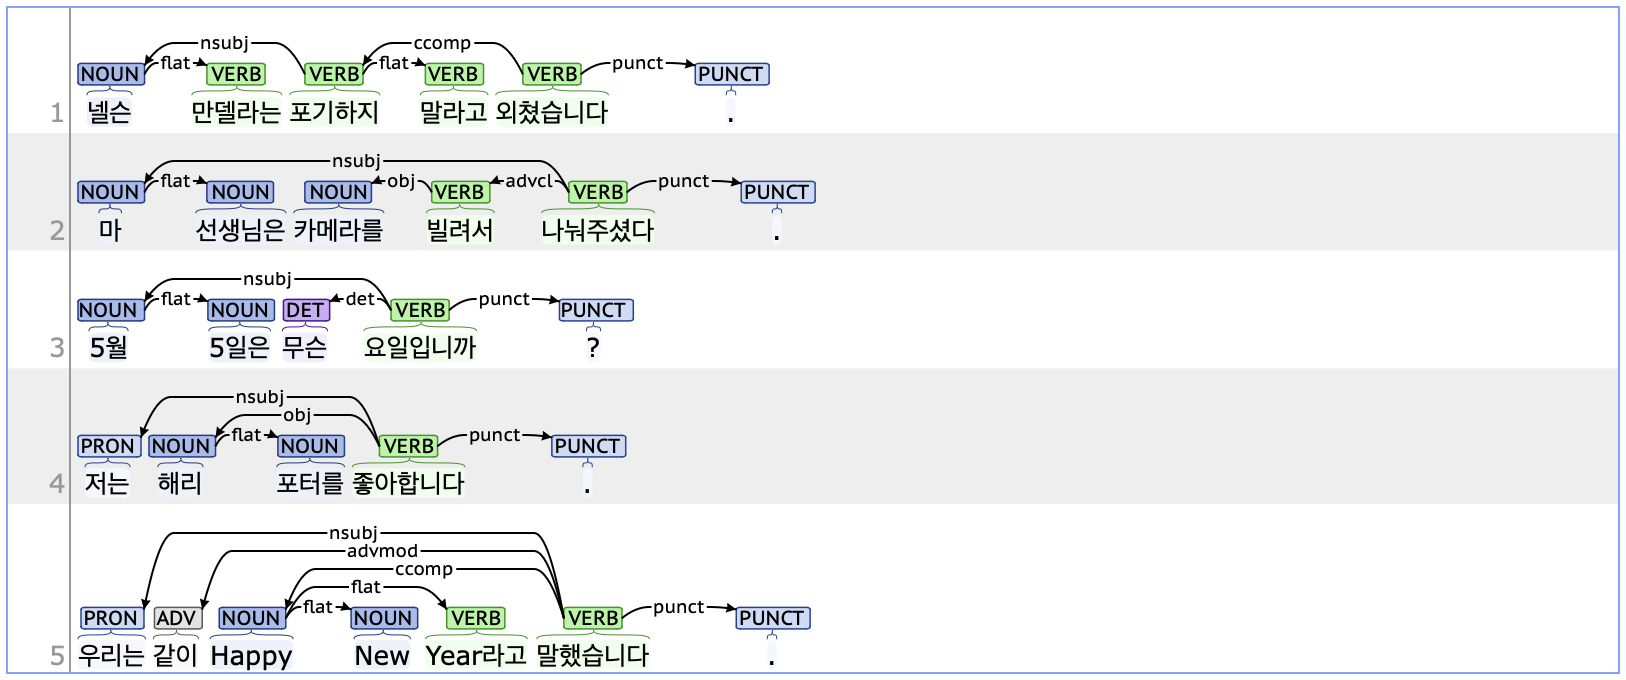 nsubj ccomp
flat flat punct
NOUN VERB VERB VERB VERB PUNCT
1 넬슨 만델라는 포기하지 말라고 외쳤습니다 .
nsubj
flat obj advcl punct
NOUN NOUN NOUN VERB VERB PUNCT
2 마 선생님은 카메라를 빌려서 나눠주셨다 .
nsubj
flat det punct
NOUN NOUN DET VERB PUNCT
3 5월 5일은 무슨 요일입니까 ?
nsubj
obj
flat punct
PRON NOUN NOUN VERB PUNCT
4 저는 해리 포터를 좋아합니다 .
nsubj
advmod
ccomp
flat
flat punct
PRON ADV NOUN NOUN VERB VERB PUNCT
5 우리는 같이 Happy New Year라고 말했습니다 .